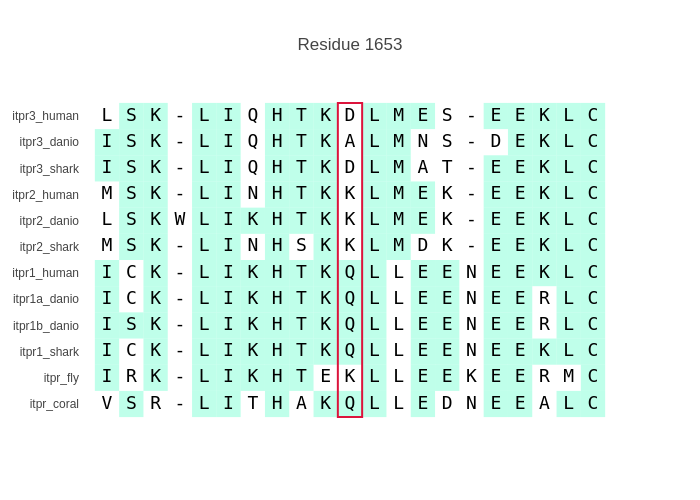 Residue 1653
itpr3_human L S K - L I Q H T K D L M E S - E E K L C
itpr3_danio I S K - L I Q H T K A L M N S - D E K L C
itpr3_shark I S K - L I Q H T K D L M A T - E E K L C
itpr2_human M S K - L I N H T K K L M E K - E E K L C
itpr2_danio L S K W L I K H T K K L M E K - E E K L C
itpr2_shark M S K - L I N H S K K L M D K - E E K L C
itpr1_human I C K - L I K H T K Q L L E E N E E K L C
itpr1a_danio I C K - L I K H T K Q L L E E N E E R L C
itpr1b_danio I S K - L I K H T K Q L L E E N E E R L C
itpr1_shark I C K - L I K H T K Q L L E E N E E K L C
itpr_fly I R K - L I K H T E K L L E E K E E R M C
itpr_coral V S R - L I T H A K Q L L E D N E E A L C